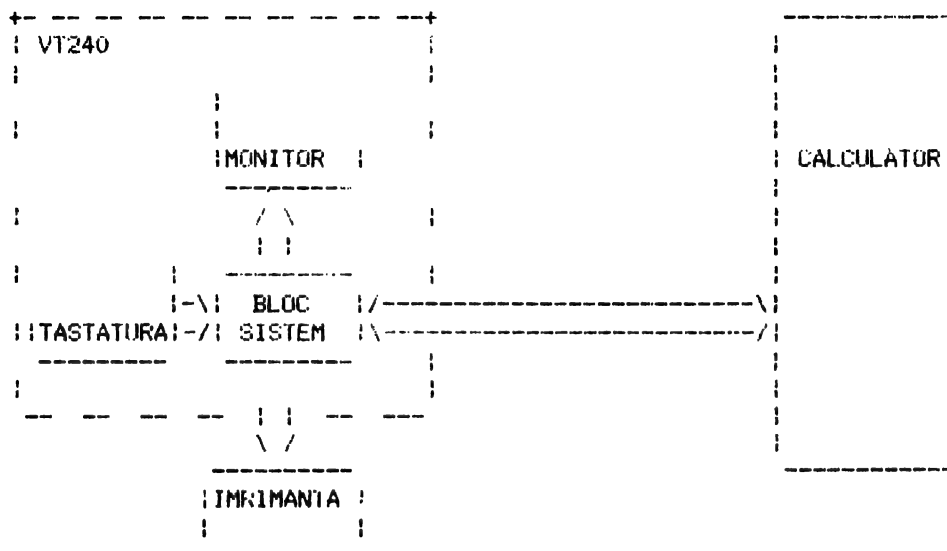 VT240
MONITOR
CALCULATOR
BLOC
TASTATURA SISTEM
IMRIMANTA